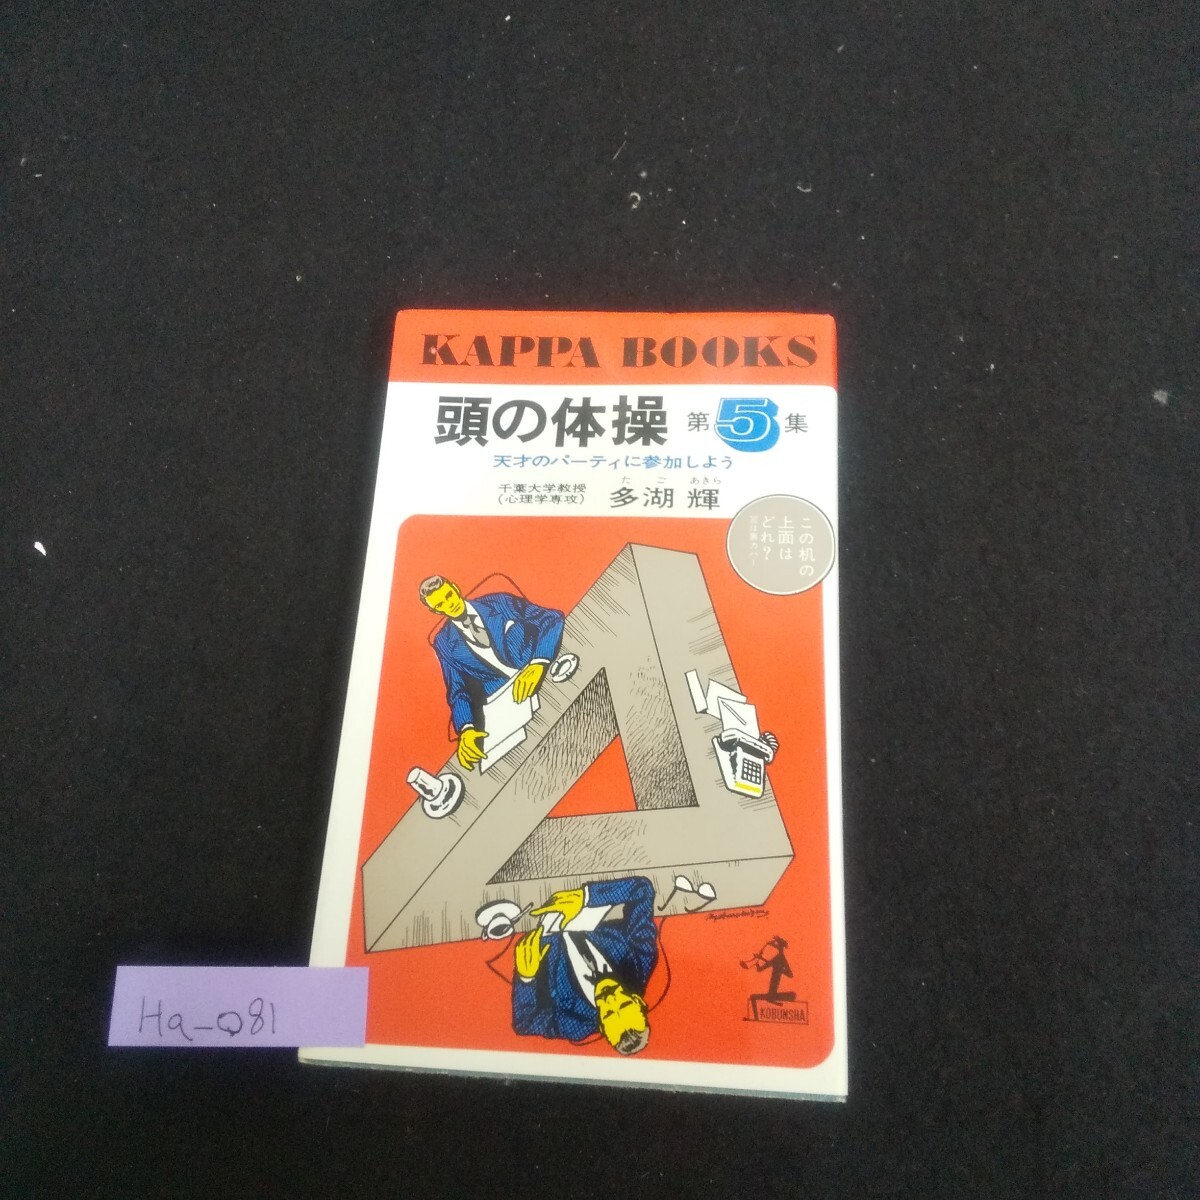 KAPPA BOOKS
頭の体操 第5集
天才のパーティに参加しよう
千葉大学教授
(心理学専攻)
たご あきら
多湖 輝
この机の
上面は
どれ?
KOBUNSHA
Ha-081